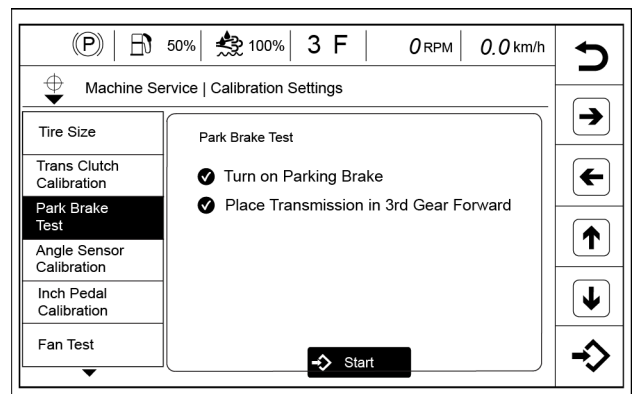 (P) 50% 100% 3 F 0 RPM 0.0 km/h
Machine Service | Calibration Settings
Tire Size
Trans Clutch
Calibration
Park Brake
Test
Angle Sensor
Calibration
Inch Pedal
Calibration
Fan Test
Park Brake Test
Turn on Parking Brake
Place Transmission in 3rd Gear Forward
Start